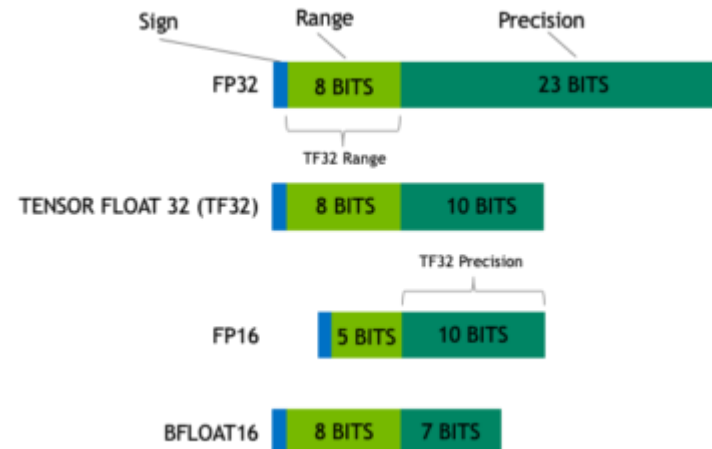 Sign Range Precision
FP32 8 BITS 23 BITS
TF32 Range
TENSOR FLOAT 32 (TF32) 8 BITS 10 BITS
TF32 Precision
FP16 5 BITS 10 BITS
BFLOAT16 8 BITS 7 BITS